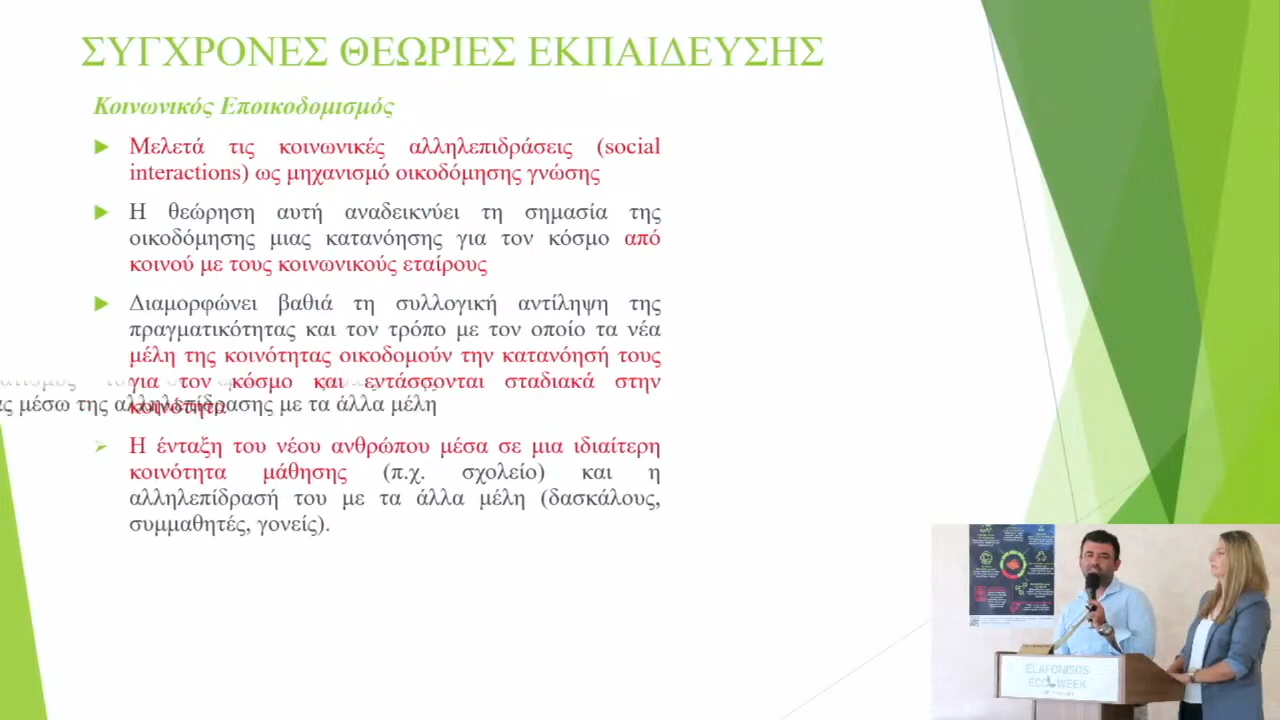 ΣΥΓΧΡΟΝΕΣ ΘΕΩΡΙΕΣ ΕΚΠΑΙΔΕΥΣΗΣ
Κοινωνικός Εποικοδομισμός
Μελετά τις κοινωνικές αλληλεπιδράσεις (social
interactions) ως μηχανισμό οικοδόμησης γνώσης
Η θεώρηση αυτή αναδεικνύει τη σημασία της
οικοδόμησης μιας κατανόησης για τον κόσμο από
κοινού με τους κοινωνικούς εταίρους
Διαμορφώνει βαθιά τη συλλογική αντίληψη της
πραγματικότητας και τον τρόπο με τον οποίο τα νέα
μέλη της κοινότητας οικοδομούν την κατανόησή τους
για τον κόσμο και εντάσσονται σταδιακά στην
κοινότητα
μέσω της αλληλεπίδρασης με τα άλλα μέλη
Η ένταξη του νέου ανθρώπου μέσα σε μια ιδιαίτερη
κοινότητα μάθησης (π.χ. σχολείο) και η
αλληλεπίδρασή του με τα άλλα μέλη (δασκάλους,
συμμαθητές, γονείς).
ELAFONISOS
ECO WEEK